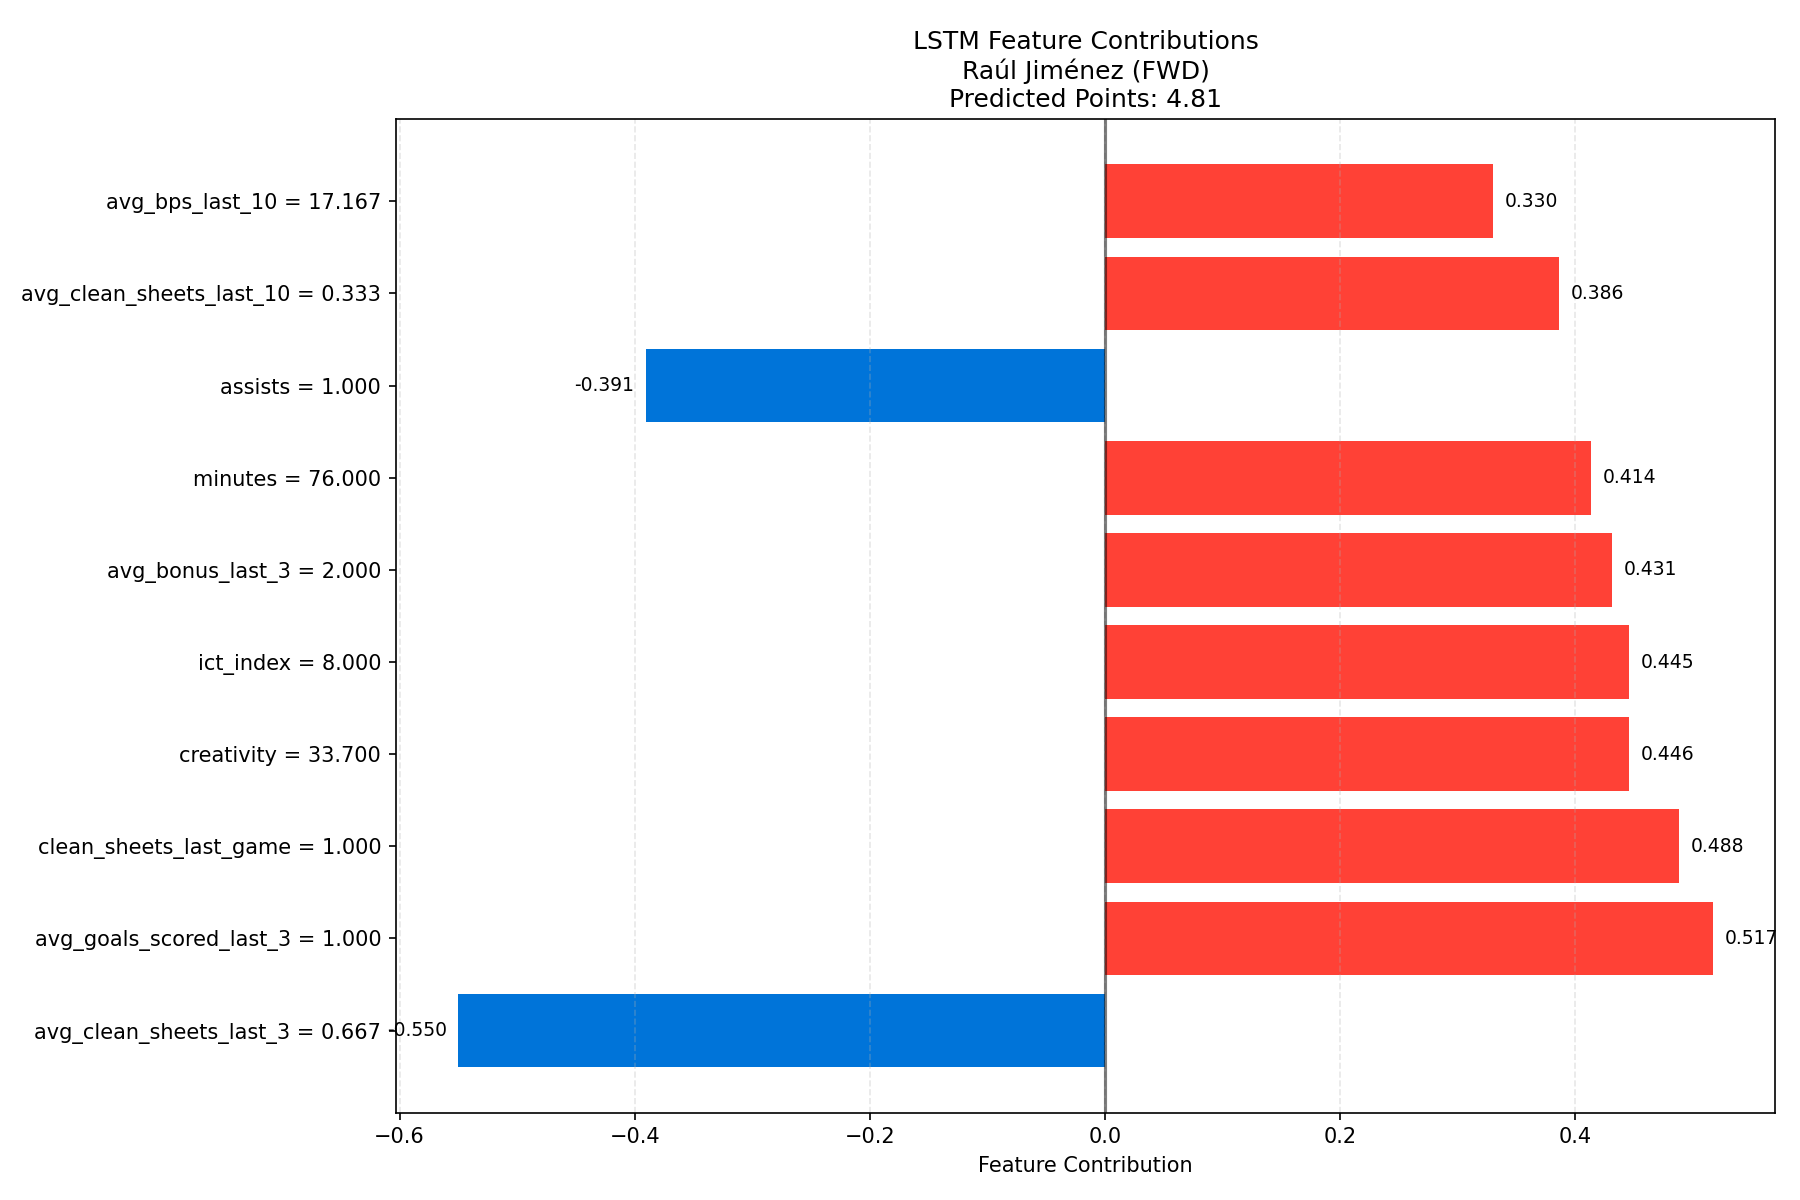 LSTM Feature Contributions
Raúl Jiménez (FWD)
Predicted Points: 4.81
avg_bps_last_10 = 17.167
0.330
avg_clean_sheets_last_10 = 0.333
0.386
assists = 1.000
-0.391
minutes = 76.000
0.414
avg_bonus_last_3 = 2.000
0.431
ict_index = 8.000
0.445
creativity = 33.700
0.446
clean_sheets_last_game = 1.000
0.488
avg_goals_scored_last_3 = 1.000
0.517
avg_clean_sheets_last_3 = 0.667
-0.550
−0.6 −0.4 −0.2 0.0 0.2 0.4
Feature Contribution